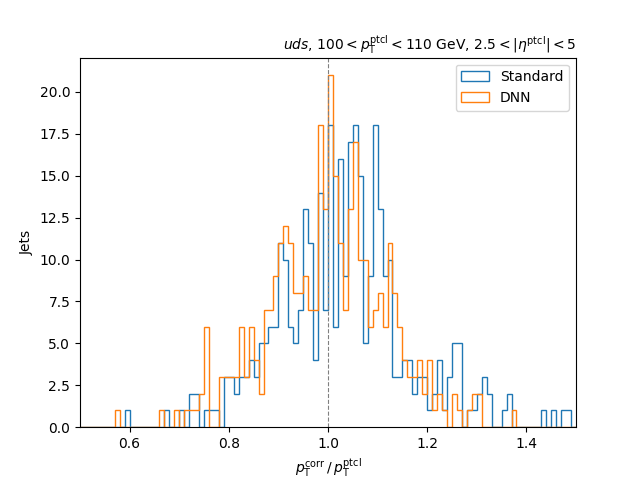 uds, 100 < p_T^ptcl < 110 GeV, 2.5 < |η^ptcl| < 5
Standard
DNN
20.0
17.5
15.0
12.5
10.0
7.5
5.0
2.5
0.0
Jets
0.6 0.8 1.0 1.2 1.4
p_T^corr / p_T^ptcl